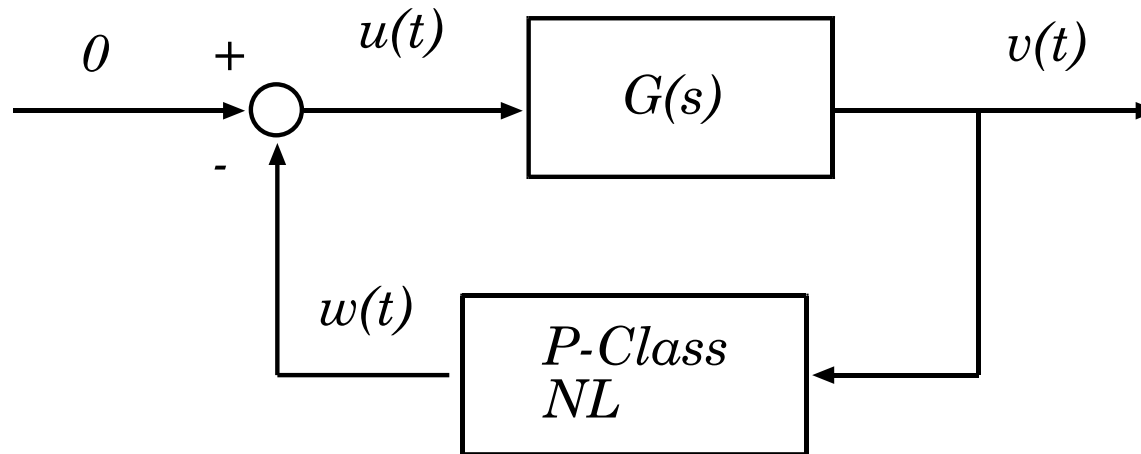 0
+
u(t)
G(s)
v(t)
-
w(t)
P-Class
NL